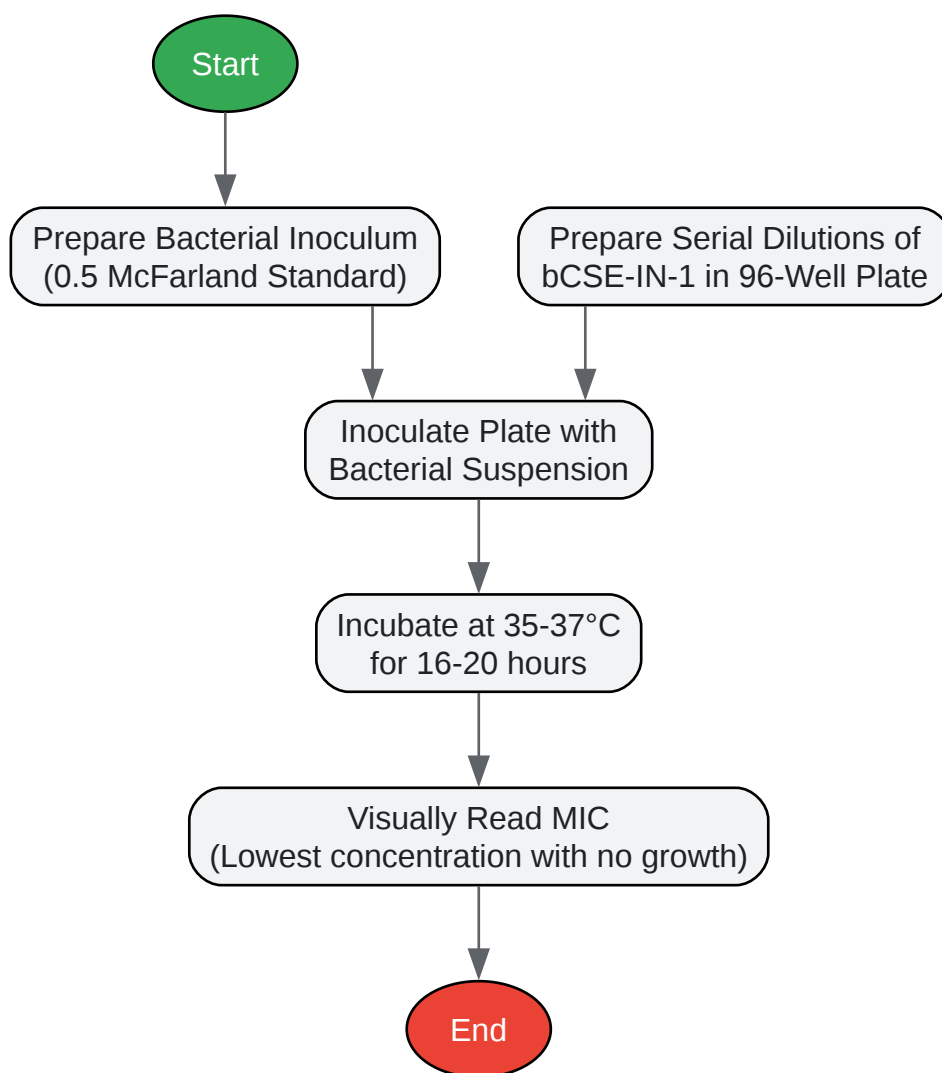 Start
Prepare Bacterial Inoculum
(0.5 McFarland Standard)
Prepare Serial Dilutions of
bCSE-IN-1 in 96-Well Plate
Inoculate Plate with
Bacterial Suspension
Incubate at 35-37°C
for 16-20 hours
Visually Read MIC
(Lowest concentration with no growth)
End